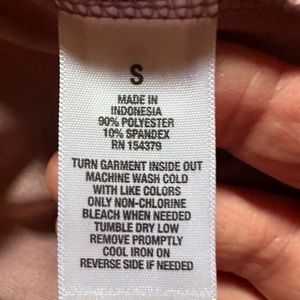 S
MADE IN
INDONESIA
90% POLYESTER
10% SPANDEX
RN 154379
TURN GARMENT INSIDE OUT
MACHINE WASH COLD
WITH LIKE COLORS
ONLY NON-CHLORINE
BLEACH WHEN NEEDED
TUMBLE DRY LOW
REMOVE PROMPTLY
COOL IRON ON
REVERSE SIDE IF NEEDED